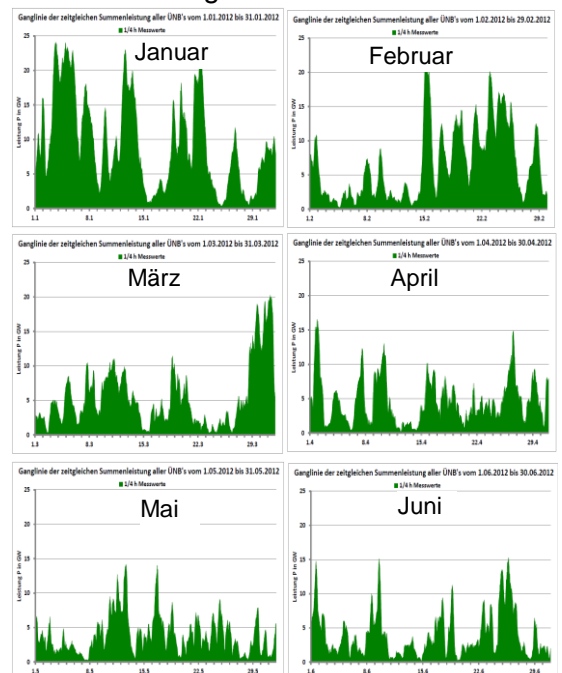 Ganglinie der zeitgleichen Summenleistung aller ÜNB's vom 1.01.2012 bis 31.01.2012
1/4 h Messwerte
Januar
Leistung P in GW
25
20
15
10
5
0
1.1 8.1 15.1 22.1 29.1
Ganglinie der zeitgleichen Summenleistung aller ÜNB's vom 1.02.2012 bis 29.02.2012
1/4 h Messwerte
Februar
Leistung P in GW
25
20
15
10
5
0
1.2 8.2 15.2 22.2 29.2
Ganglinie der zeitgleichen Summenleistung aller ÜNB's vom 1.03.2012 bis 31.03.2012
1/4 h Messwerte
März
Leistung P in GW
25
20
15
10
5
0
1.3 8.3 15.3 22.3 29.3
Ganglinie der zeitgleichen Summenleistung aller ÜNB's vom 1.04.2012 bis 30.04.2012
1/4 h Messwerte
April
Leistung P in GW
25
20
15
10
5
0
1.4 8.4 15.4 22.4 29.4
Ganglinie der zeitgleichen Summenleistung aller ÜNB's vom 1.05.2012 bis 31.05.2012
1/4 h Messwerte
Mai
Leistung P in GW
25
20
15
10
5
0
1.5 8.5 15.5 22.5 29.5
Ganglinie der zeitgleichen Summenleistung aller ÜNB's vom 1.06.2012 bis 30.06.2012
1/4 h Messwerte
Juni
Leistung P in GW
25
20
15
10
5
0
1.6 8.6 15.6 22.6 29.6